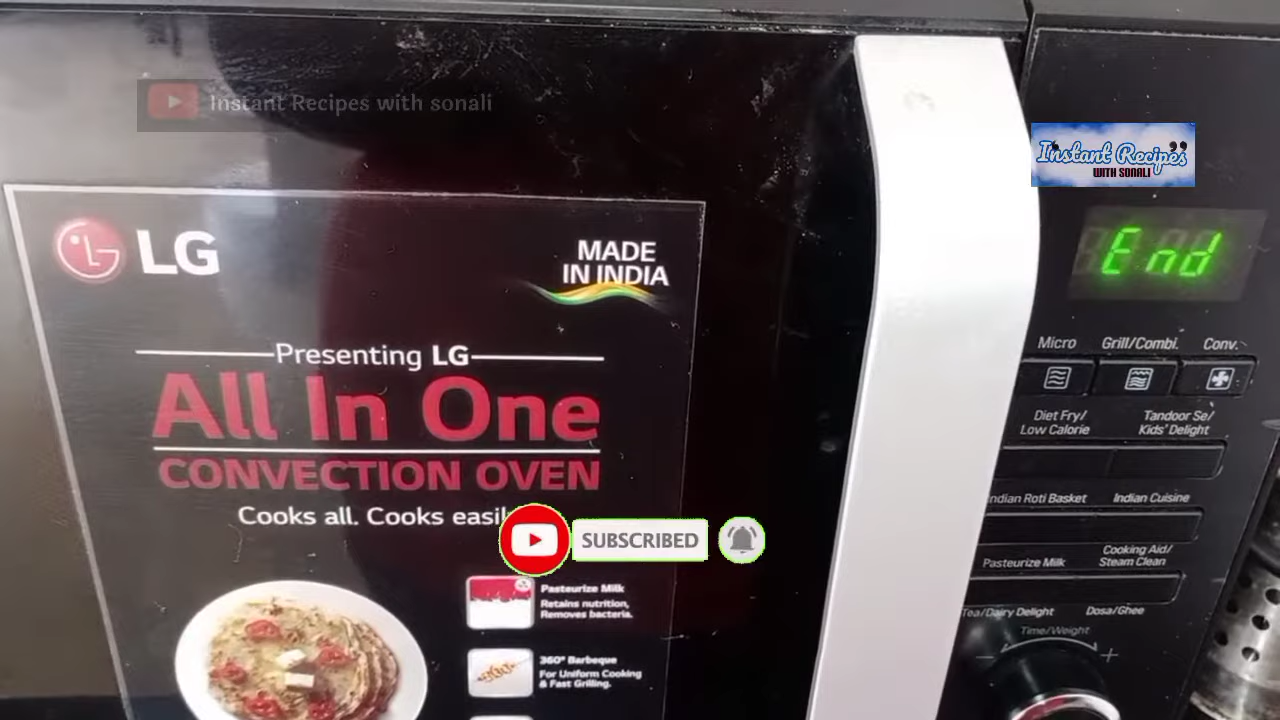 Instant Recipes with sonali
Instant Recipes
WITH SONALI
LG
MADE
IN INDIA
Presenting LG
All In One
CONVECTION OVEN
Cooks all. Cooks easil
SUBSCRIBED
Pasteurize Milk
Retains nutrition,
Removes bacteria.
360° Barbeque
For Uniform Cooking
& Fast Grilling.
End
Micro Grill/Combi. Conv.
Diet Fry/
Low Calorie
Tandoor Se/
Kids' Delight
Indian Roti Basket Indian Cuisine
Pasteurize Milk
Cooking Aid/
Steam Clean
Tea/Dairy Delight Dosa/Ghee
Time/Weight